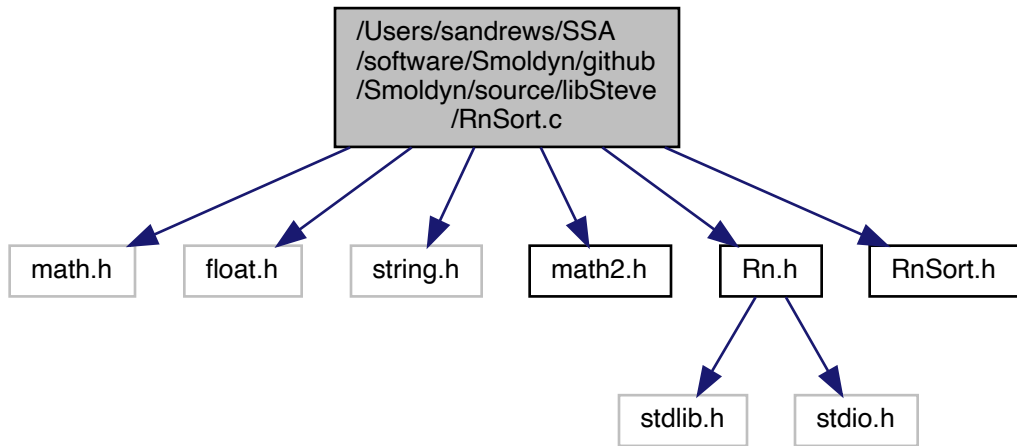 /Users/sandrews/SSA
/software/Smoldyn/github
/Smoldyn/source/libSteve
/RnSort.c
math.h
float.h
string.h
math2.h
Rn.h
RnSort.h
stdlib.h
stdio.h